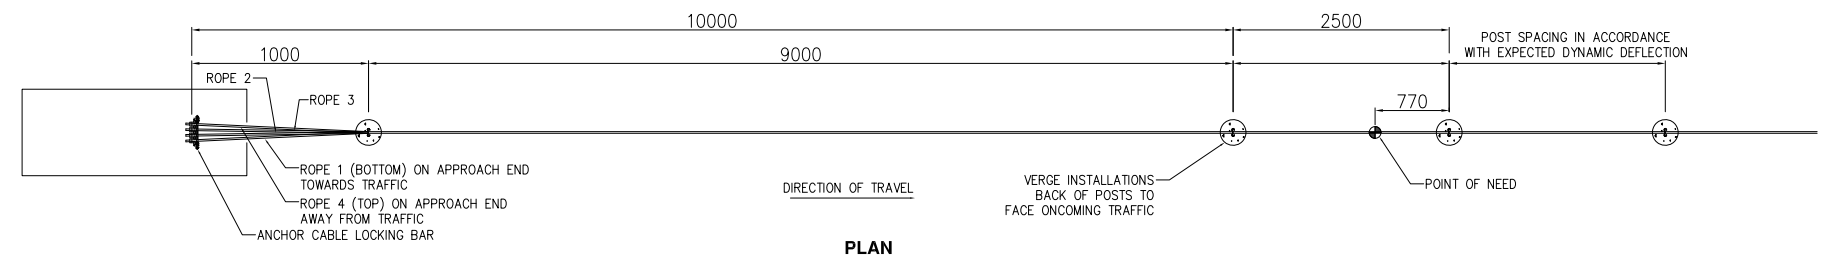 10000
2500
POST SPACING IN ACCORDANCE
WITH EXPECTED DYNAMIC DEFLECTION
1000
9000
ROPE 2
ROPE 3
770
ROPE 1 (BOTTOM) ON APPROACH END
TOWARDS TRAFFIC
ROPE 4 (TOP) ON APPROACH END
AWAY FROM TRAFFIC
ANCHOR CABLE LOCKING BAR
DIRECTION OF TRAVEL
VERGE INSTALLATIONS
BACK OF POSTS TO
FACE ONCOMING TRAFFIC
POINT OF NEED
PLAN